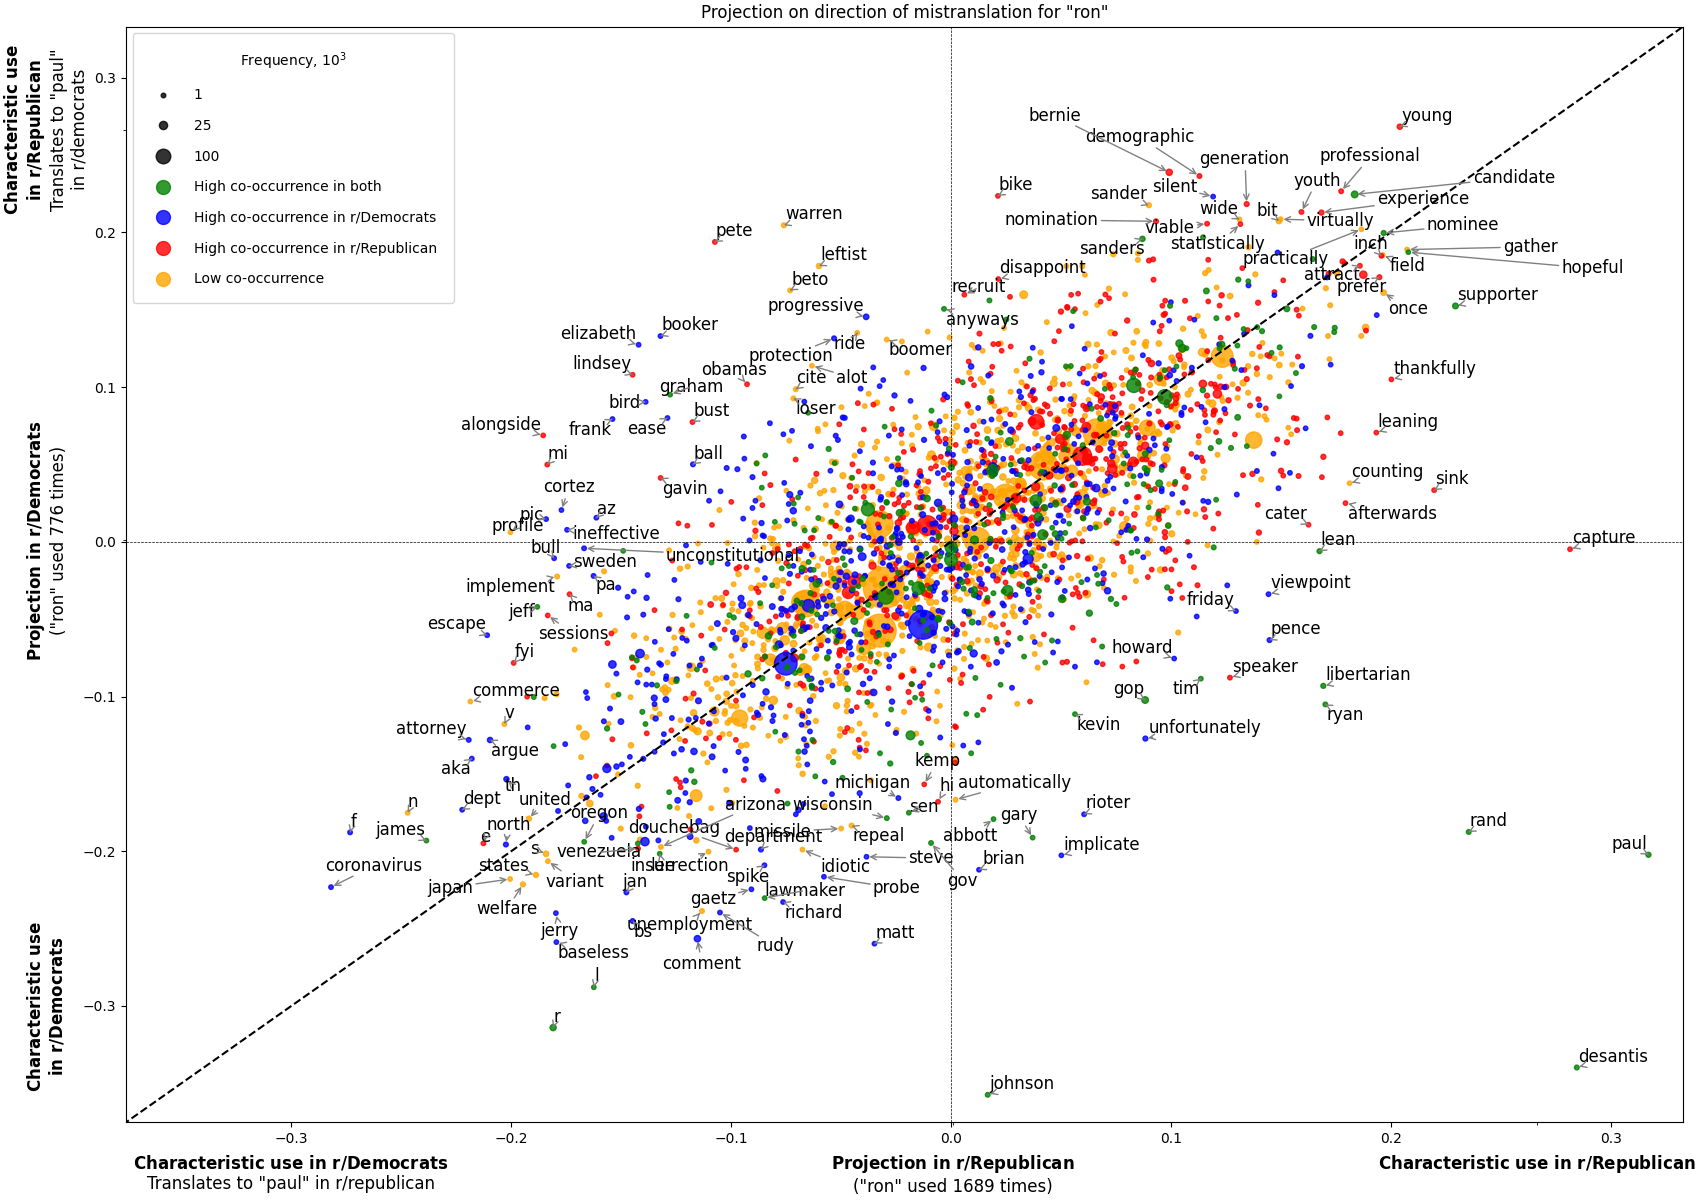 Projection on direction of mistranslation for "ron"
Characteristic use
in r/Republican
Translates to "paul"
in r/democrats
Projection in r/Democrats
("ron" used 776 times)
Characteristic use
in r/Democrats
0.3
0.2
0.1
0.0
−0.1
−0.2
−0.3
Frequency, 10³
1
25
100
High co-occurrence in both
High co-occurrence in r/Democrats
High co-occurrence in r/Republican
Low co-occurrence
bernie
young
demographic
generation
professional
bike
sander
silent
youth
candidate
experience
warren
nomination
wide
bit
virtually
nominee
pete
viable
statistically
inch
gather
leftist
sanders
practically
field
hopeful
beto
disappoint
attract
prefer
recruit
once
supporter
progressive
anyways
elizabeth
booker
protection
ride
boomer
lindsey
obamas
cite
alot
thankfully
graham
bird
loser
bust
alongside
frank
ease
leaning
mi
ball
counting
sink
cortez
gavin
pic
az
cater
afterwards
profile
ineffective
lean
capture
bull
unconstitutional
sweden
implement
pa
viewpoint
jeff
ma
friday
escape
sessions
pence
fyi
howard
speaker
libertarian
commerce
gop
tim
v
kevin
ryan
attorney
argue
unfortunately
aka
kemp
th
michigan
hi
automatically
n
dept
united
arizona
wisconsin
sen
gary
rioter
f
james
north
oregon
douchebag
department
missile
repeal
abbott
rand
e
s
venezuela
steve
brian
implicate
paul
coronavirus
states
insurrection
lee
idiotic
japan
variant
jan
spike
lawmaker
probe
gov
welfare
gaetz
richard
jerry
unemployment
bs
rudy
matt
baseless
comment
l
r
desantis
johnson
−0.3
−0.2
−0.1
0.0
0.1
0.2
0.3
Characteristic use in r/Democrats
Translates to "paul" in r/republican
Projection in r/Republican
("ron" used 1689 times)
Characteristic use in r/Republican